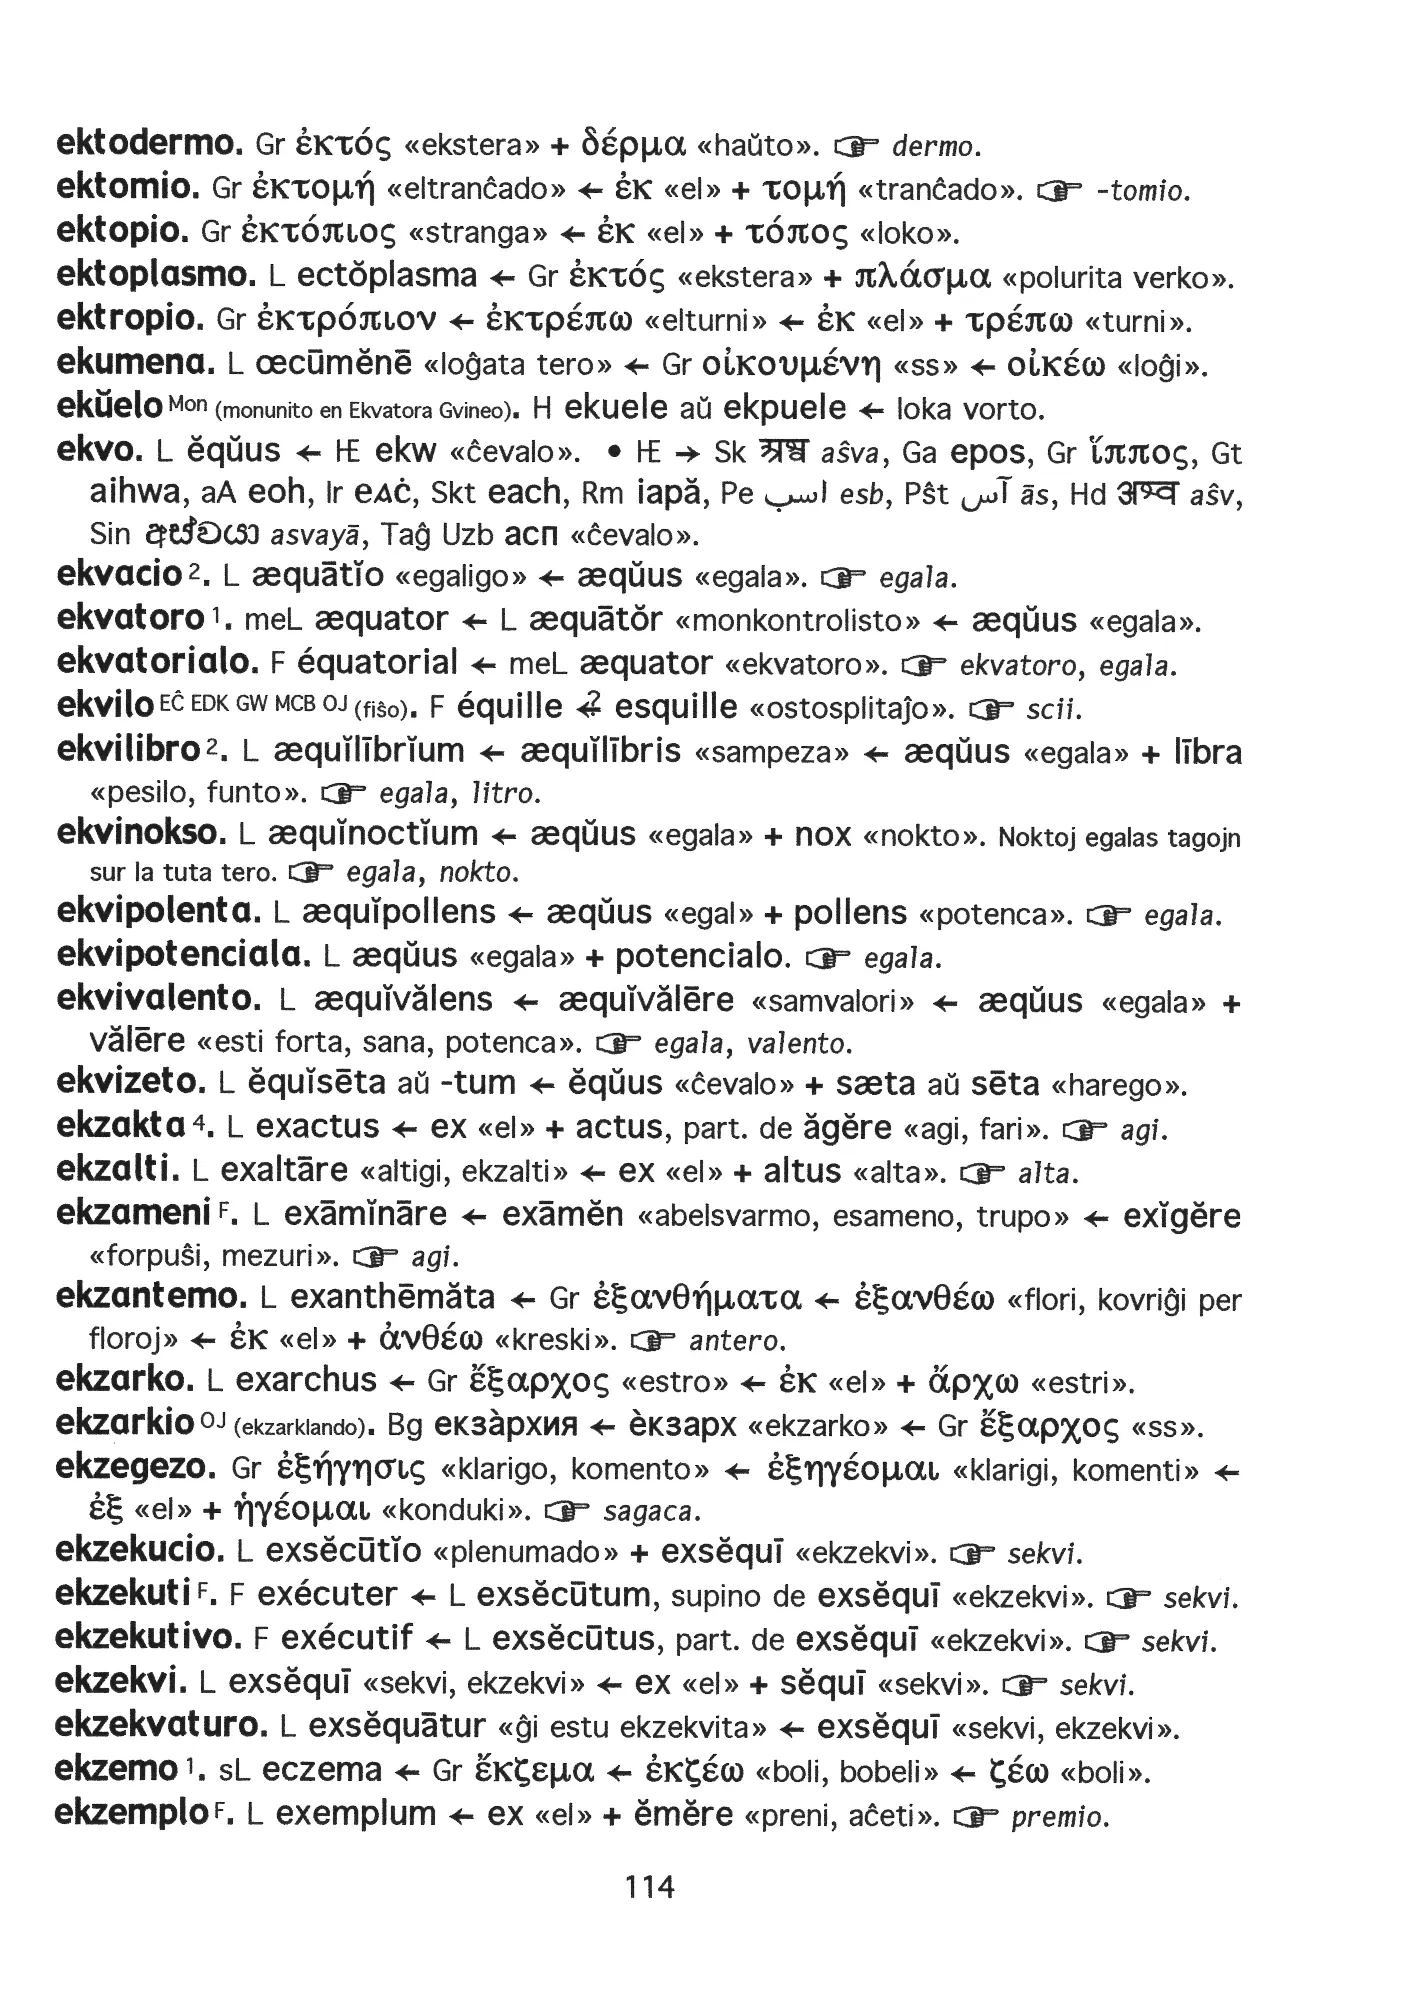 ektodermo. Gr ἐκτός «ekstera» + δέρμα «haŭto». ☞ dermo.
ektomio. Gr ἐκτομή «eltranĉado» ← ἐκ «el» + τομή «tranĉado». ☞ -tomio.
ektopio. Gr ἐκτόπιος «stranga» ← ἐκ «el» + τόπος «loko».
ektoplasmo. L ectŏplasma ← Gr ἐκτός «ekstera» + πλάσμα «polurita verko».
ektropio. Gr ἐκτρόπιον ← ἐκτρέπω «elturni» ← ἐκ «el» + τρέπω «turni».
ekumena. L œcūmĕnē «loĝata tero» ← Gr οἰκουμένη «ss» ← οἰκέω «loĝi».
ekŭelo Mon (monunito en Ekvatora Gvineo). H ekuele aŭ ekpuele ← loka vorto.
ekvo. L ĕqŭus ← IE ekw «ĉevalo». • IE → Sk अश्व aŝva, Ga epos, Gr ἵππος, Gt
aihwa, aA eoh, Ir eaċ, Skt each, Rm iapă, Pe اسب esb, Pŝt آس ās, Hd अश्व aŝv,
Sin අශ්වයා asvayā, Taĝ Uzb асп «ĉevalo».
ekvacio 2. L æquātĭo «egaligo» ← æqŭus «egala». ☞ egala.
ekvatoro 1. meL æquator ← L æquātŏr «monkontrolisto» ← æqŭus «egala».
ekvatorialo. F équatorial ← meL æquator «ekvatoro». ☞ ekvatoro, egala.
ekvilo EĈ EDK GW MCB OJ (fiŝo). F équille ←? esquille «ostosplitaĵo». ☞ scii.
ekvilibro 2. L æquĭlībrĭum ← æquĭlībris «sampeza» ← æqŭus «egala» + lībra
«pesilo, funto». ☞ egala, litro.
ekvinokso. L æquĭnoctĭum ← æqŭus «egala» + nox «nokto». Noktoj egalas tagojn
sur la tuta tero. ☞ egala, nokto.
ekvipolenta. L æquĭpollens ← æqŭus «egal» + pollens «potenca». ☞ egala.
ekvipotenciala. L æqŭus «egala» + potencialo. ☞ egala.
ekvivalento. L æquĭvălens ← æquĭvălēre «samvalori» ← æqŭus «egala» +
vălēre «esti forta, sana, potenca». ☞ egala, valento.
ekvizeto. L ĕquĭsēta aŭ -tum ← ĕqŭus «ĉevalo» + sæta aŭ sēta «harego».
ekzakta 4. L exactus ← ex «el» + actus, part. de ăgĕre «agi, fari». ☞ agi.
ekzalti. L exaltāre «altigi, ekzalti» ← ex «el» + altus «alta». ☞ alta.
ekzameni F. L exāmĭnāre ← exāmĕn «abelsvarmo, esameno, trupo» ← exĭgĕre
«forpuŝi, mezuri». ☞ agi.
ekzantemo. L exanthēmăta ← Gr ἐξανθήματα ← ἐξανθέω «flori, kovriĝi per
floroj» ← ἐκ «el» + ἀνθέω «kreski». ☞ antero.
ekzarko. L exarchus ← Gr ἔξαρχος «estro» ← ἐκ «el» + ἄρχω «estri».
ekzarkio OJ (ekzarklando). Bg екзàрхия ← èкзарх «ekzarko» ← Gr ἔξαρχος «ss».
ekzegezo. Gr ἐξήγησις «klarigo, komento» ← ἐξηγέομαι «klarigi, komenti» ←
ἐξ «el» + ἡγέομαι «konduki». ☞ sagaca.
ekzekucio. L exsĕcūtĭo «plenumado» + exsĕquī «ekzekvi». ☞ sekvi.
ekzekuti F. F exécuter ← L exsĕcūtum, supino de exsĕquī «ekzekvi». ☞ sekvi.
ekzekutivo. F exécutif ← L exsĕcūtus, part. de exsĕquī «ekzekvi». ☞ sekvi.
ekzekvi. L exsĕquī «sekvi, ekzekvi» ← ex «el» + sĕquī «sekvi». ☞ sekvi.
ekzekvaturo. L exsĕquātur «ĝi estu ekzekvita» ← exsĕquī «sekvi, ekzekvi».
ekzemo 1. sL eczema ← Gr ἔκζεμα ← ἐκζέω «boli, bobeli» ← ζέω «boli».
ekzemplo F. L exemplum ← ex «el» + ĕmĕre «preni, aĉeti». ☞ premio.
114